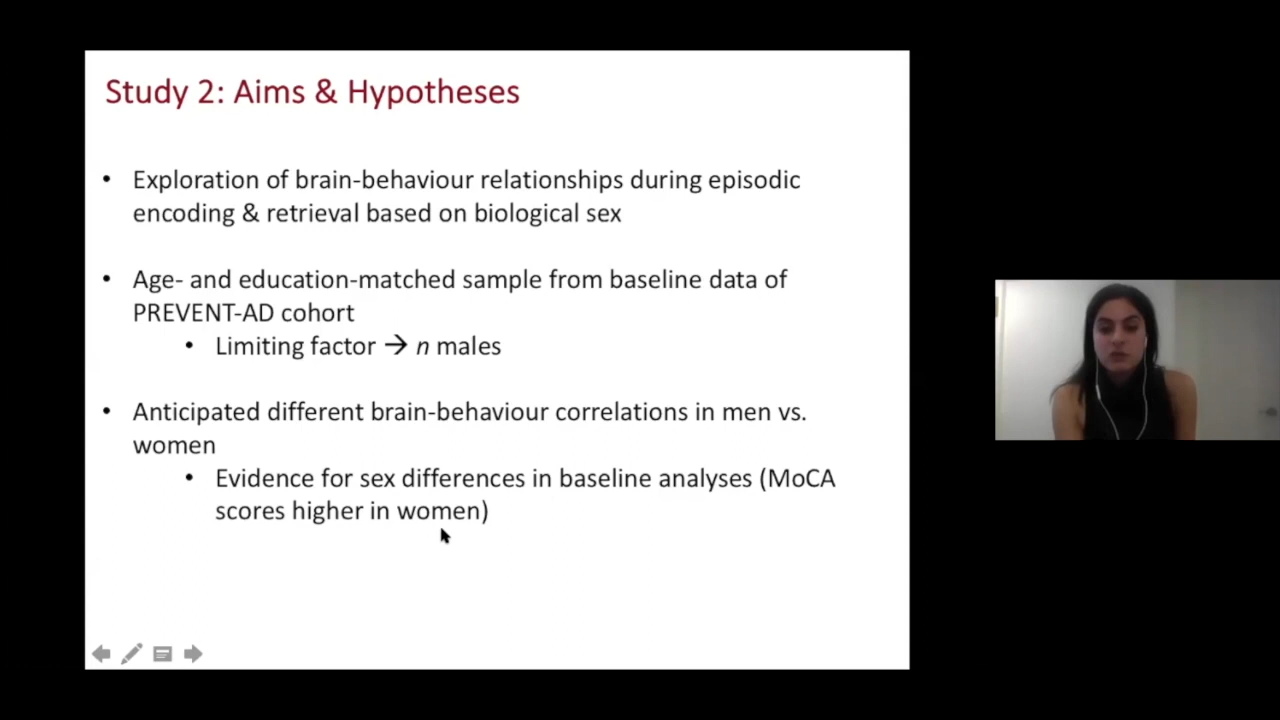 Study 2: Aims & Hypotheses
• Exploration of brain-behaviour relationships during episodic
encoding & retrieval based on biological sex
• Age- and education-matched sample from baseline data of
PREVENT-AD cohort
• Limiting factor → n males
• Anticipated different brain-behaviour correlations in men vs.
women
• Evidence for sex differences in baseline analyses (MoCA
scores higher in women)